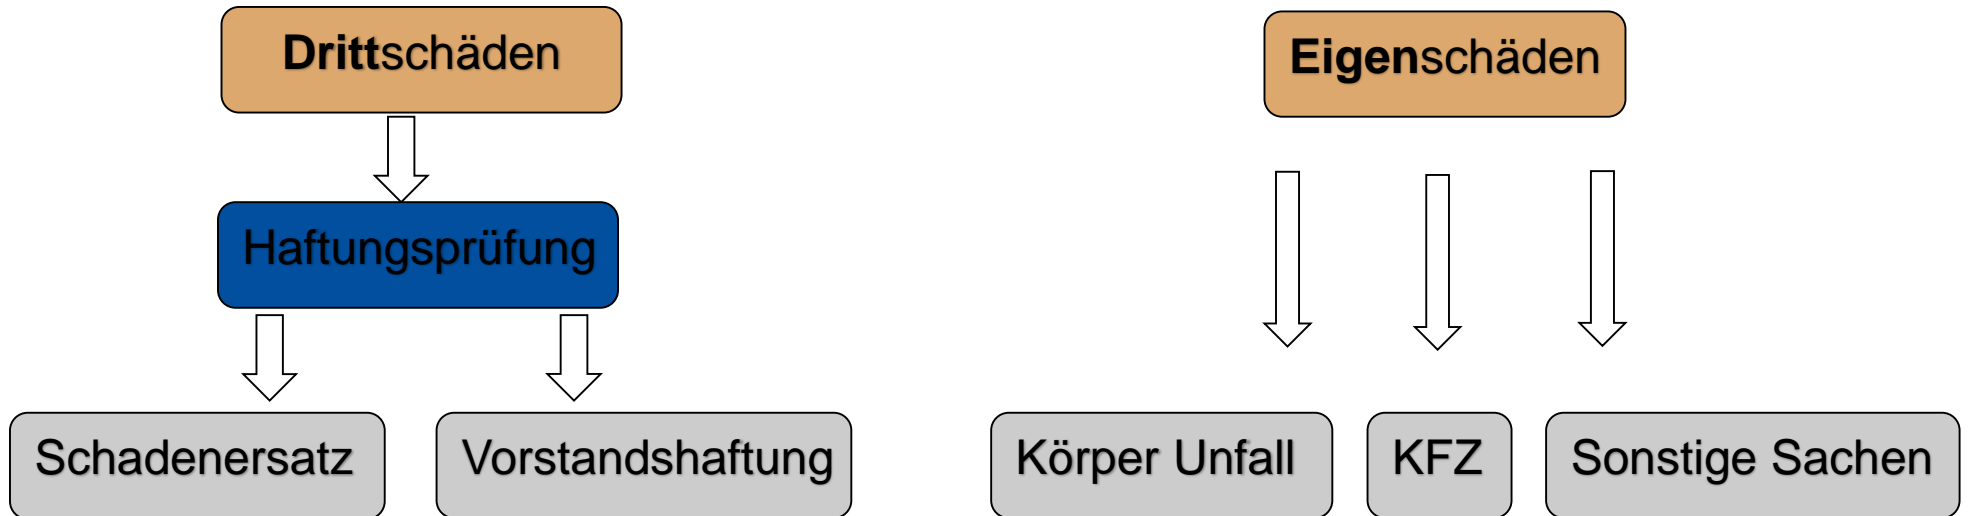 Drittschäden
Eigenschäden
Haftungsprüfung
Schadenersatz
Vorstandshaftung
Körper Unfall
KFZ
Sonstige Sachen